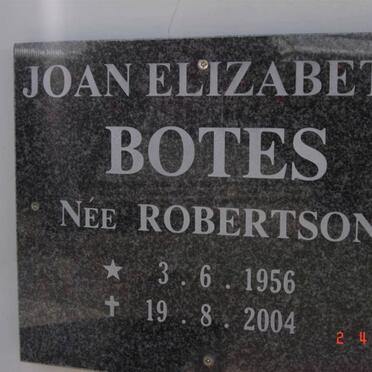 JOAN ELIZABET
BOTES
NÉE ROBERTSON
★ 3 . 6 . 1956
✝ 19 . 8 . 2004
2 4